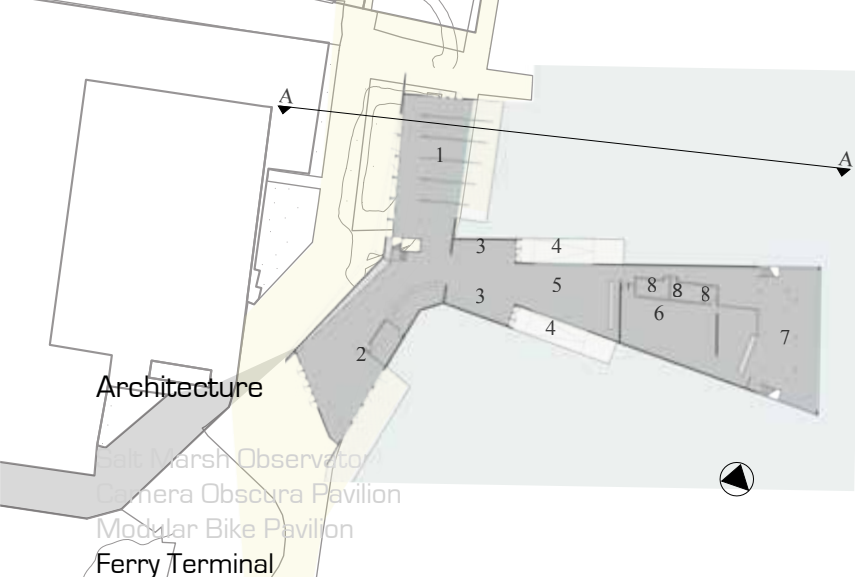 A
A
1
3
4
3
5
8
8
8
6
4
7
2
Architecture
Salt Marsh Observatory
Camera Obscura Pavilion
Modular Bike Pavilion
Ferry Terminal